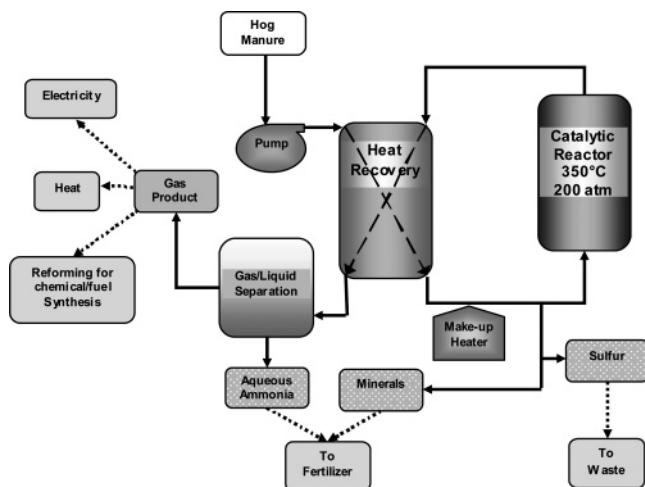 Hog
Manure
Electricity
Pump
Heat
Recovery
Catalytic
Reactor
350°C
200 atm
Heat
Gas
Product
Reforming for
chemical/fuel
Synthesis
Gas/Liquid
Separation
Make-up
Heater
Sulfur
Aqueous
Ammonia
Minerals
To
Fertilizer
To
Waste